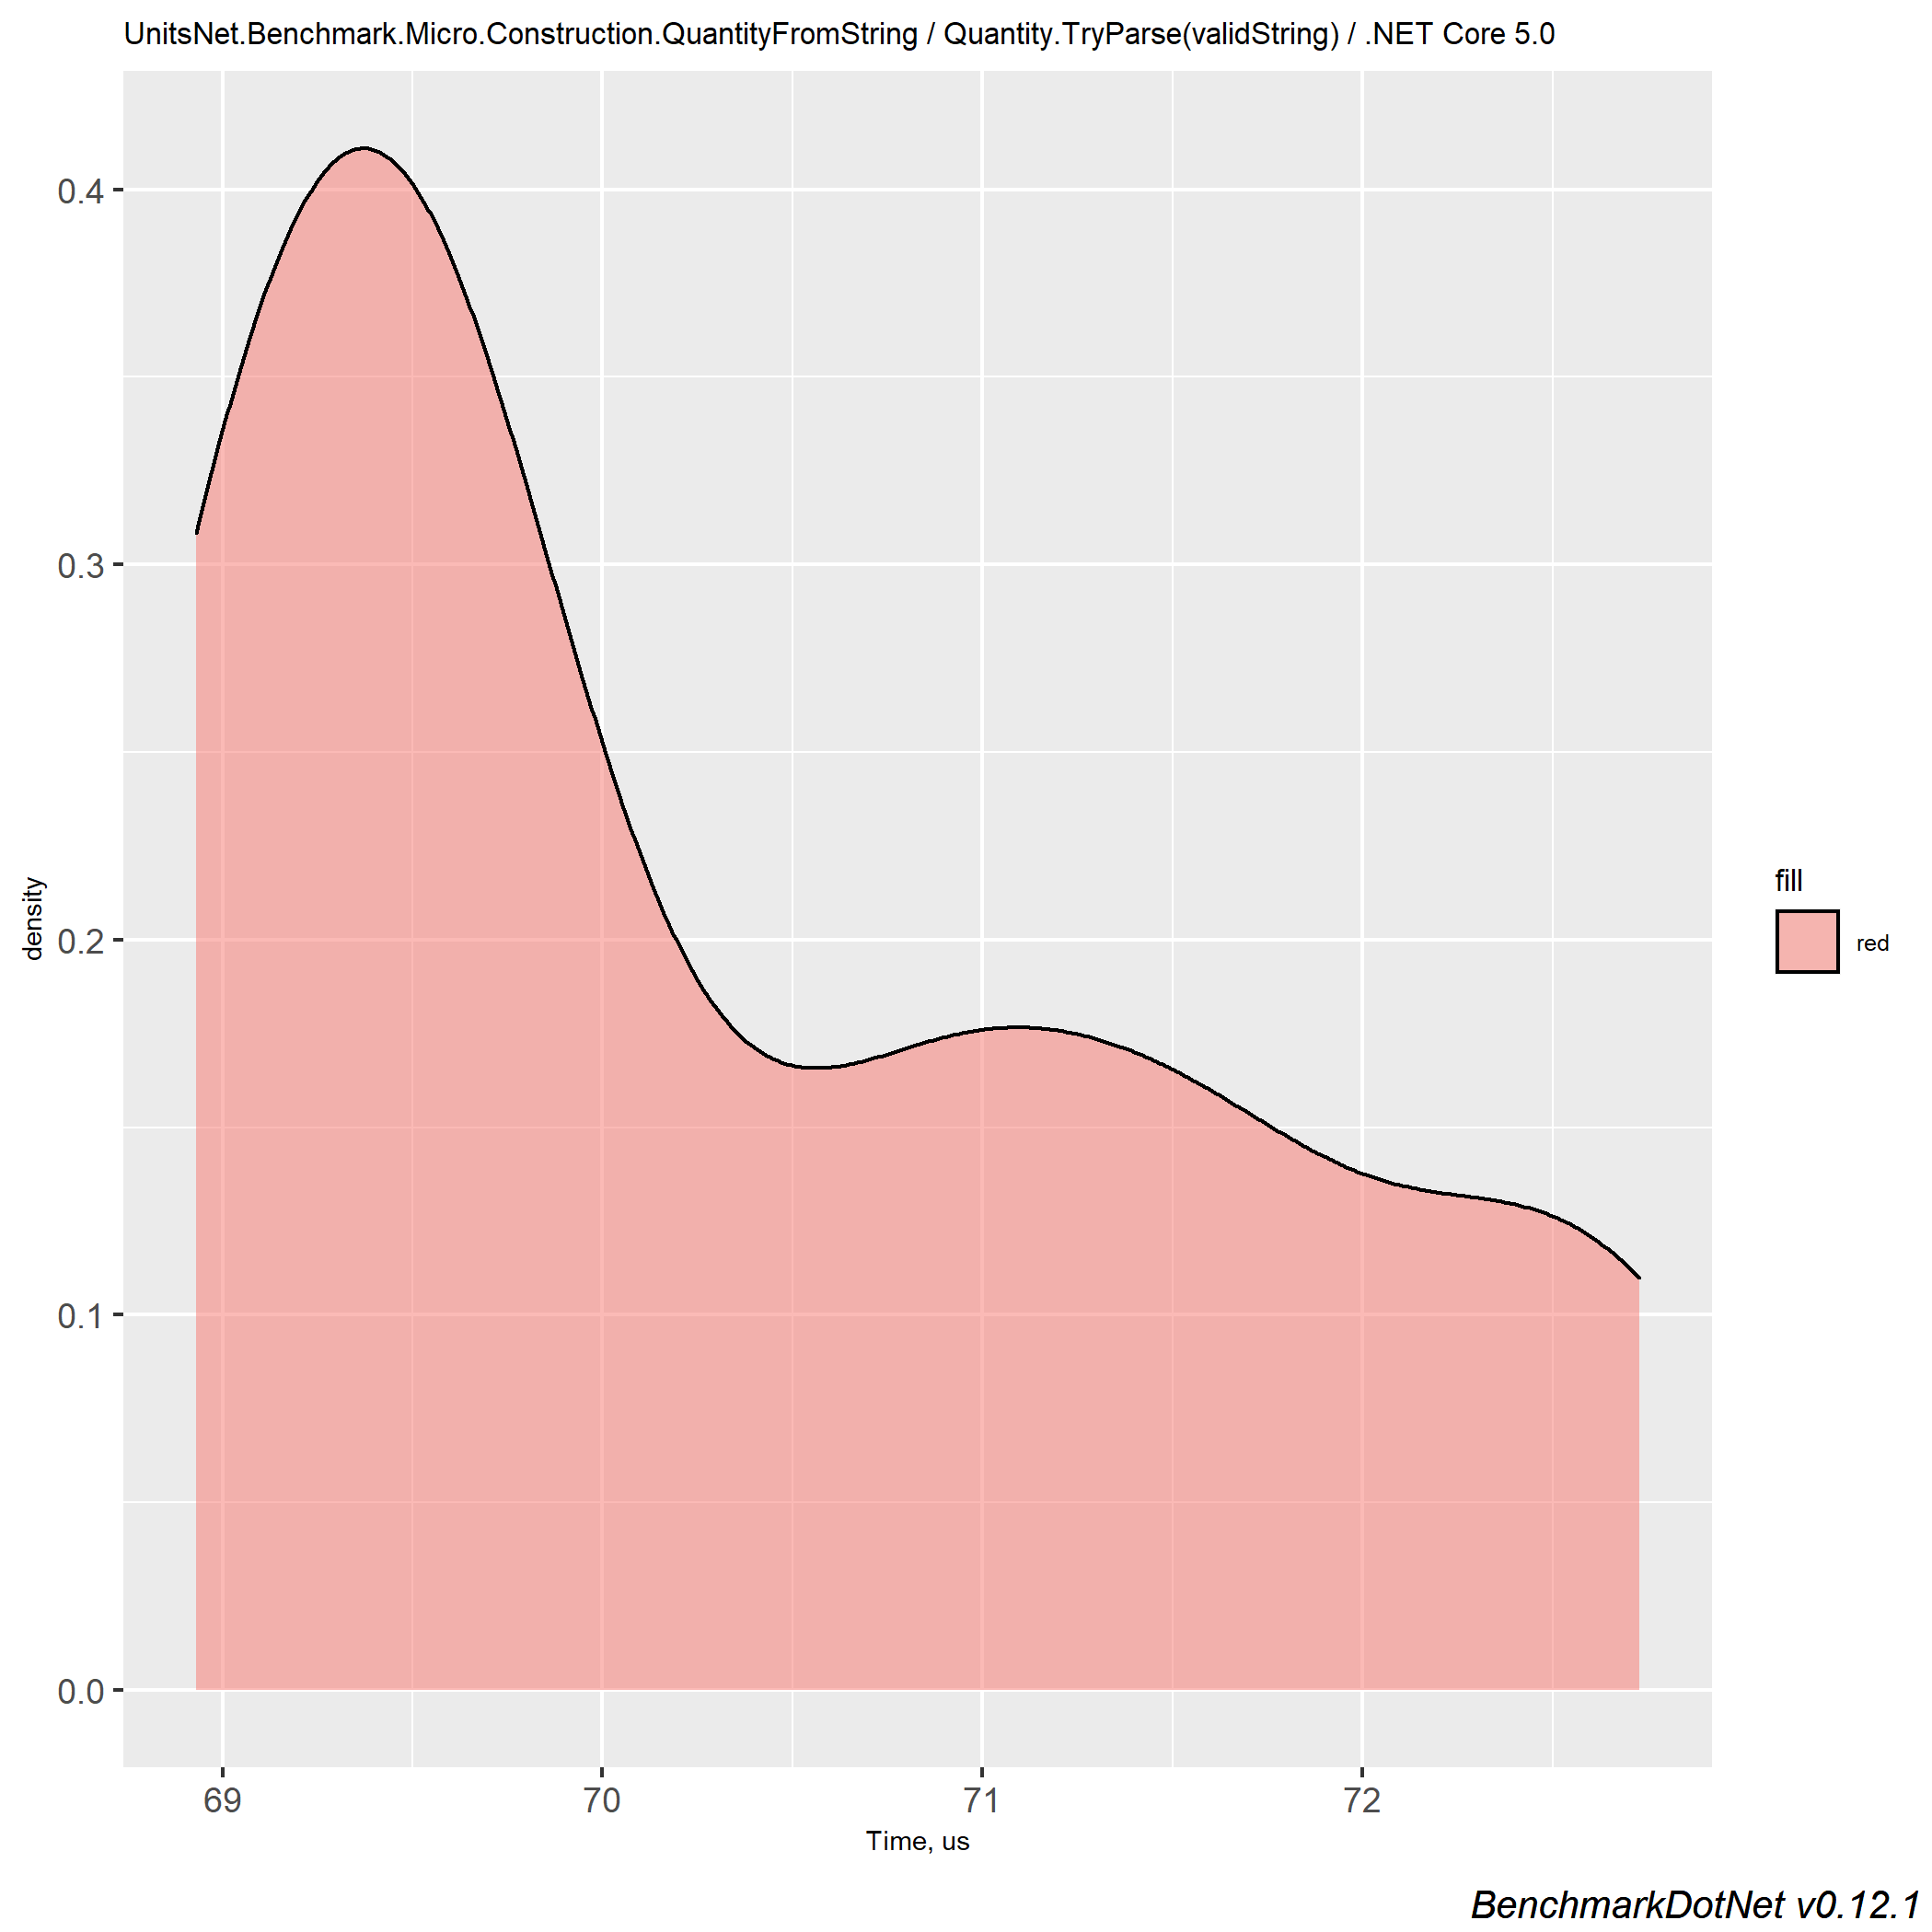 UnitsNet.Benchmark.Micro.Construction.QuantityFromString / Quantity.TryParse(validString) / .NET Core 5.0
0.4
0.3
0.2
0.1
0.0
density
fill
red
69 70 71 72
Time, us
BenchmarkDotNet v0.12.1